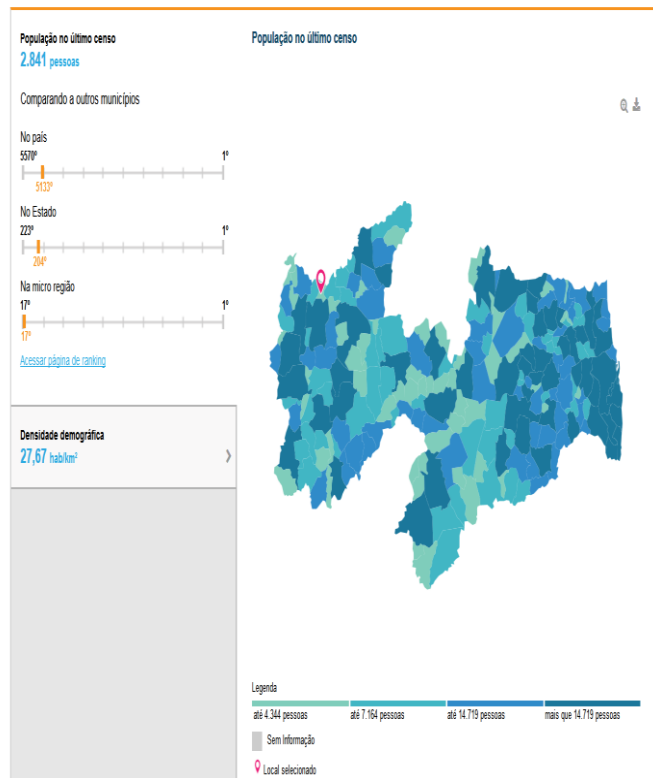 População no último censo
2.841 pessoas
Comparando a outros municípios
No país
5570º 1º
5133º
No Estado
223º 1º
204º
Na micro região
17º 1º
17º
Acessar página de ranking
Densidade demográfica
27,67 hab/km²
População no último censo
Legenda
até 4.344 pessoas até 7.164 pessoas até 14.719 pessoas mais que 14.719 pessoas
Sem Informação
Local selecionado